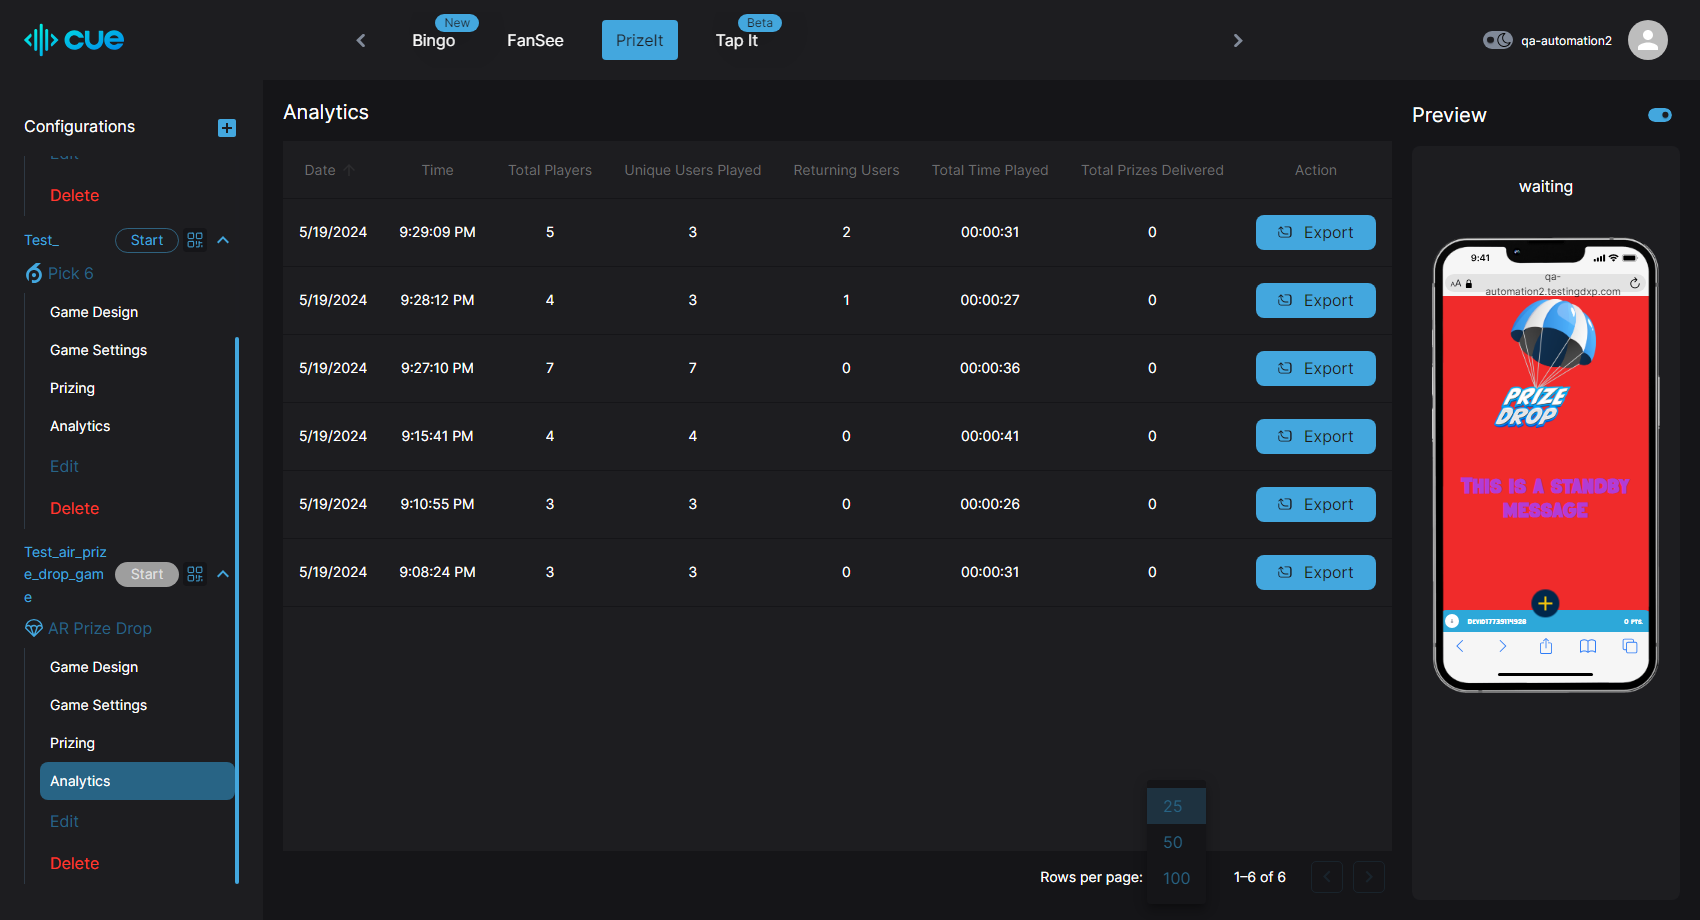 cue
New
Bingo
FanSee
PrizeIt
Beta
Tap It
qa-automation2
Configurations
Edit
Delete
Test_
Start
Pick 6
Game Design
Game Settings
Prizing
Analytics
Edit
Delete
Test_air_priz
e_drop_gam
e
Start
AR Prize Drop
Game Design
Game Settings
Prizing
Analytics
Edit
Delete
Analytics
Date Time Total Players Unique Users Played Returning Users Total Time Played Total Prizes Delivered Action
5/19/2024 9:29:09 PM 5 3 2 00:00:31 0 Export
5/19/2024 9:28:12 PM 4 3 1 00:00:27 0 Export
5/19/2024 9:27:10 PM 7 7 0 00:00:36 0 Export
5/19/2024 9:15:41 PM 4 4 0 00:00:41 0 Export
5/19/2024 9:10:55 PM 3 3 0 00:00:26 0 Export
5/19/2024 9:08:24 PM 3 3 0 00:00:31 0 Export
25
50
100
Rows per page:
1–6 of 6
Preview
waiting
9:41
AA
qa-
automation2.testingdxp.com
PRIZE
DROP
THIS IS A STANDBY
MESSAGE
0 PTS.